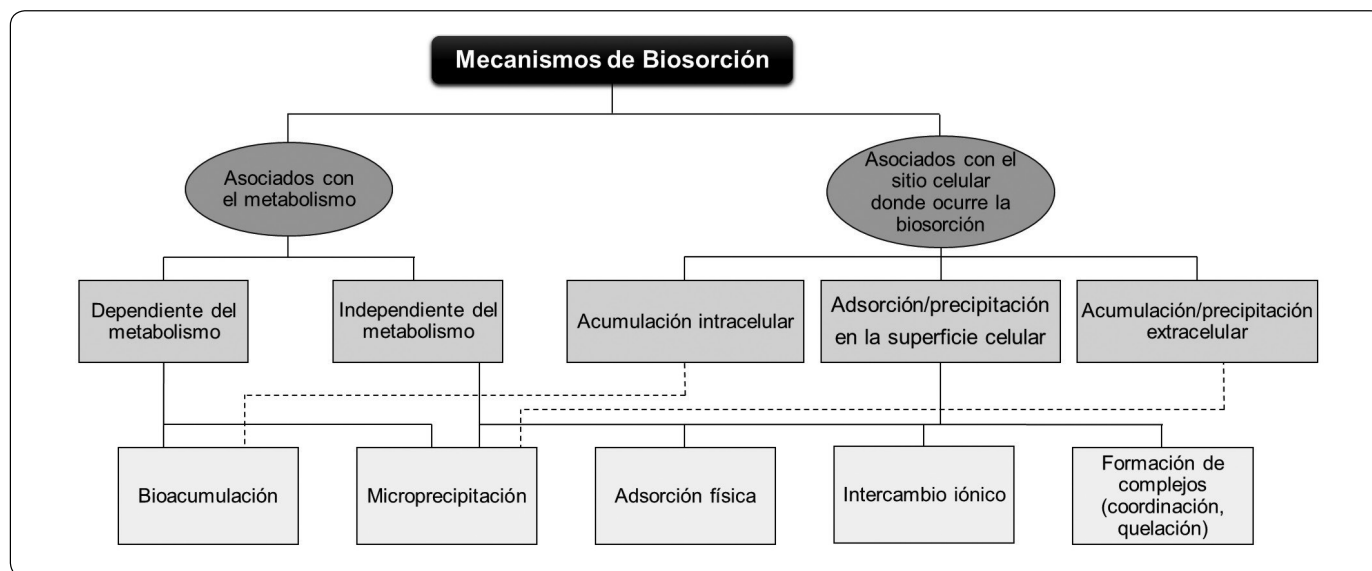 Mecanismos de Biosorción
Asociados con
el metabolismo
Asociados con el
sitio celular
donde ocurre la
biosorción
Dependiente del
metabolismo
Independiente del
metabolismo
Acumulación intracelular
Adsorción/precipitación
en la superficie celular
Acumulación/precipitación
extracelular
Bioacumulación
Microprecipitación
Adsorción física
Intercambio iónico
Formación de
complejos
(coordinación,
quelación)